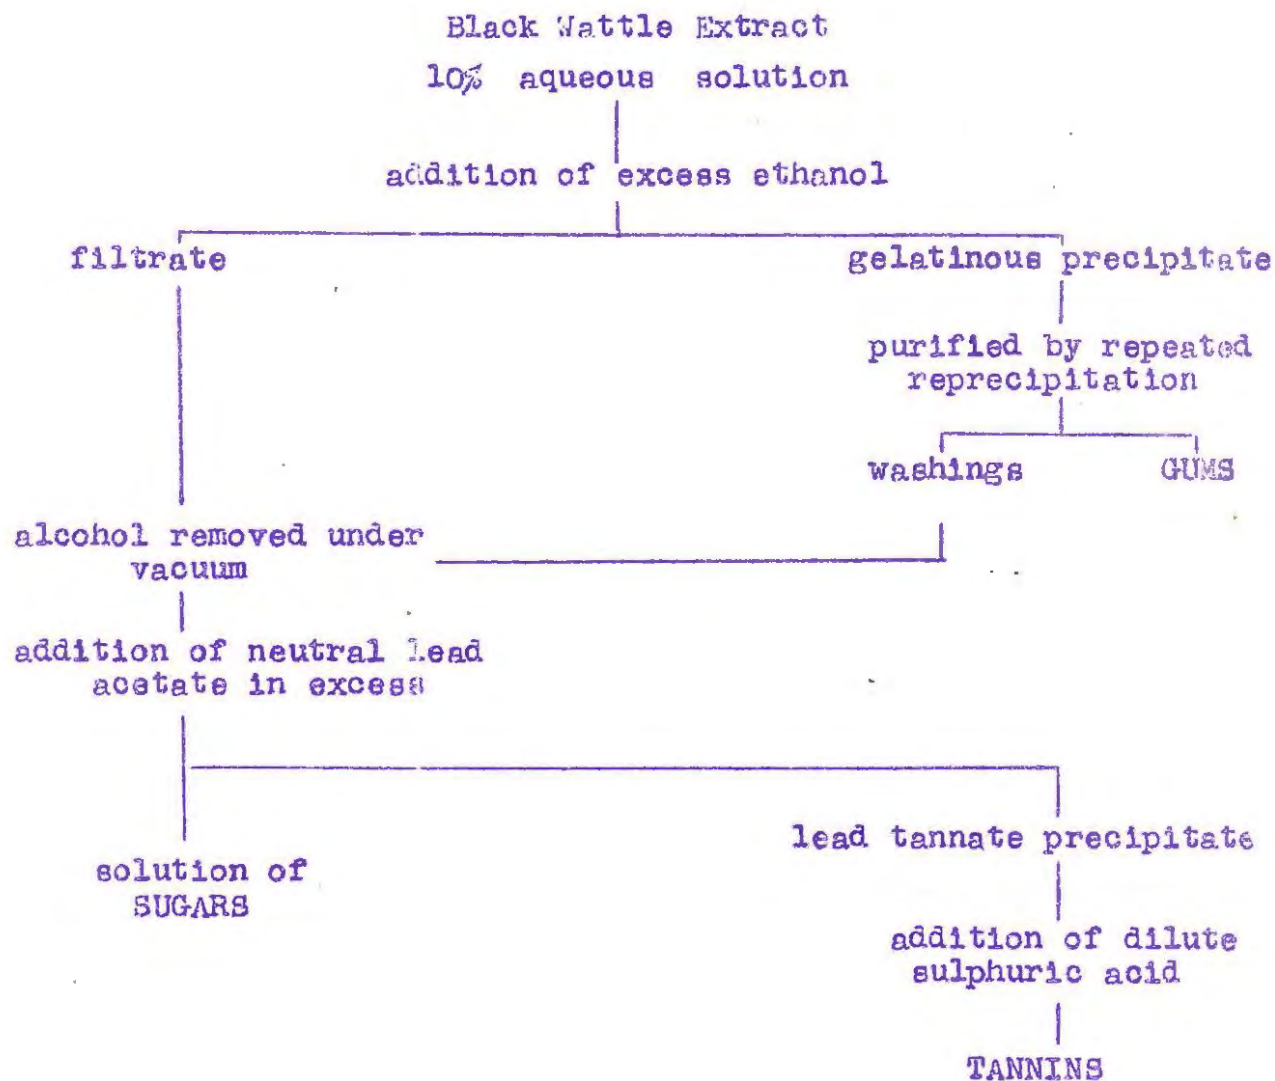 Black Wattle Extract
10% aqueous solution
addition of excess ethanol
filtrate
gelatinous precipitate
purified by repeated
reprecipitation
washings
GUMS
alcohol removed under
vacuum
addition of neutral lead
acetate in excess
lead tannate precipitate
solution of
SUGARS
addition of dilute
sulphuric acid
TANNINS